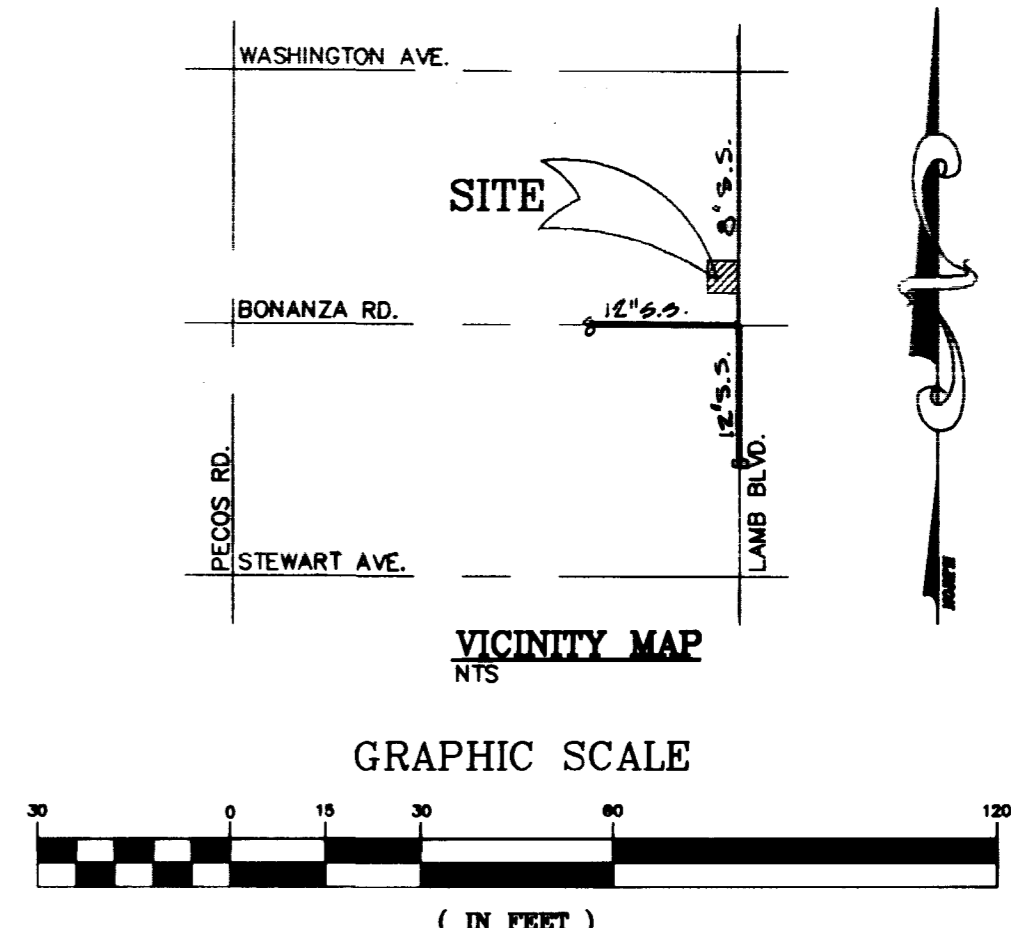 WASHINGTON AVE.
8" S.S.
SITE
BONANZA RD.
12" S.S.
12" S.S.
PECOS RD.
LAMB BLVD.
STEWART AVE.
NORTH
VICINITY MAP
NTS
GRAPHIC SCALE
30 0 15 30 60 120
( IN FEET )